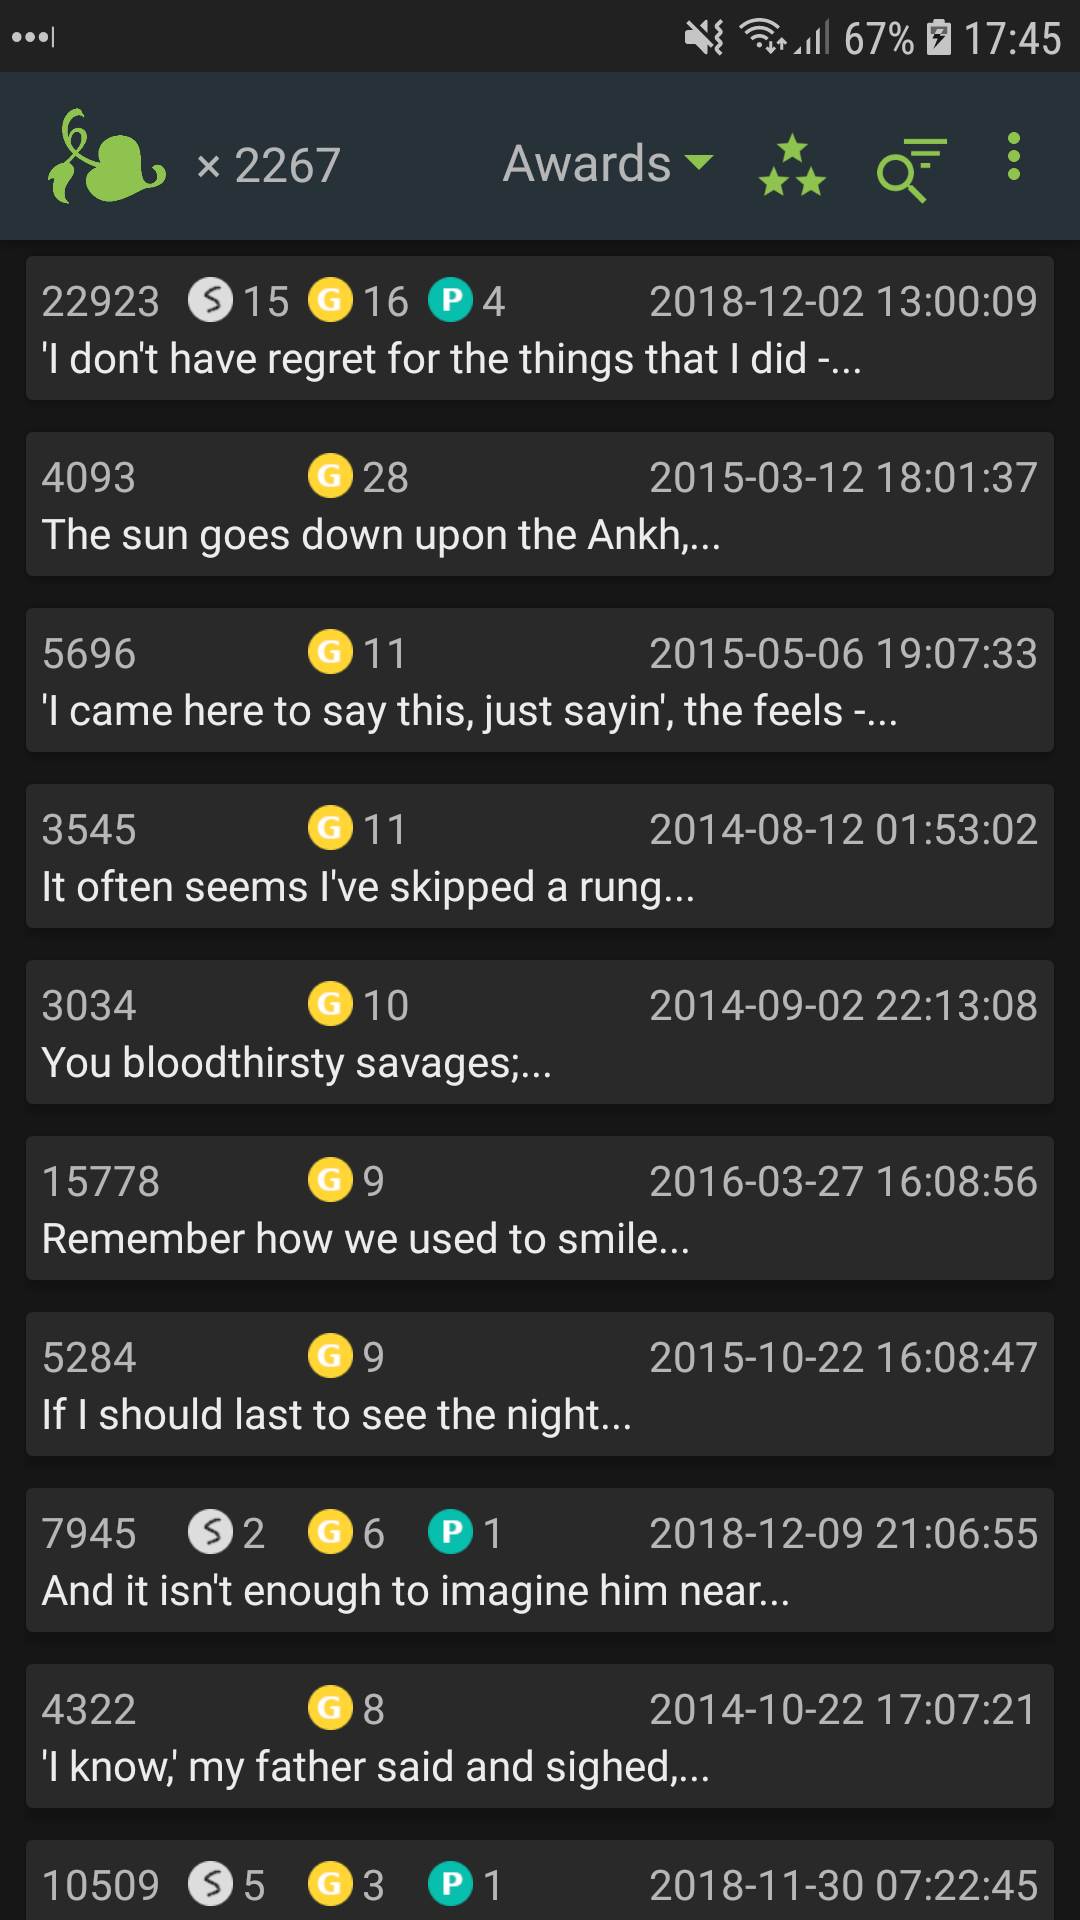 67% 17:45
× 2267 Awards
22923 S 15 G 16 P 4 2018-12-02 13:00:09
'I don't have regret for the things that I did -...
4093 G 28 2015-03-12 18:01:37
The sun goes down upon the Ankh,...
5696 G 11 2015-05-06 19:07:33
'I came here to say this, just sayin', the feels -...
3545 G 11 2014-08-12 01:53:02
It often seems I've skipped a rung...
3034 G 10 2014-09-02 22:13:08
You bloodthirsty savages;...
15778 G 9 2016-03-27 16:08:56
Remember how we used to smile...
5284 G 9 2015-10-22 16:08:47
If I should last to see the night...
7945 S 2 G 6 P 1 2018-12-09 21:06:55
And it isn't enough to imagine him near...
4322 G 8 2014-10-22 17:07:21
'I know,' my father said and sighed,...
10509 S 5 G 3 P 1 2018-11-30 07:22:45